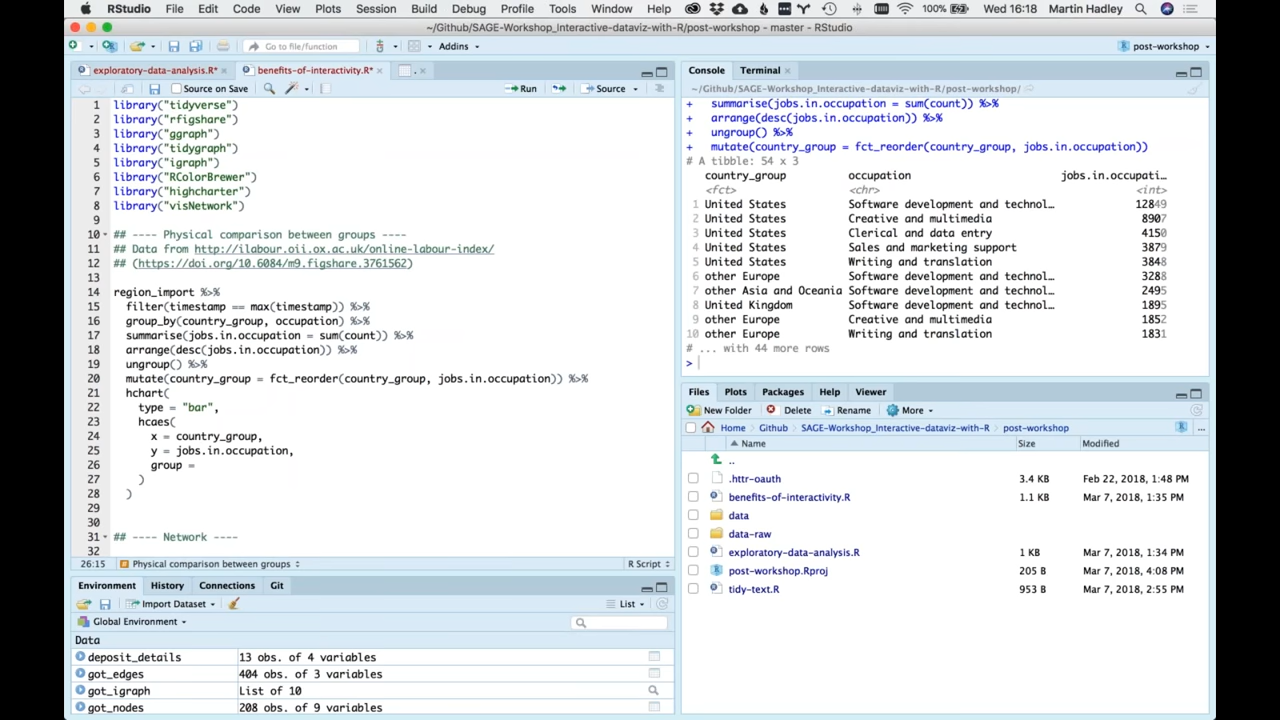 RStudio File Edit Code View Plots Session Build Debug Profile Tools Window Help 100% Wed 16:18 Martin Hadley
~/Github/SAGE-Workshop_Interactive-dataviz-with-R/post-workshop - master - RStudio
Go to file/function Addins post-workshop
exploratory-data-analysis.R* benefits-of-interactivity.R* .
Source on Save Run Source
1 library("tidyverse")
2 library("rfigshare")
3 library("ggraph")
4 library("tidygraph")
5 library("igraph")
6 library("RColorBrewer")
7 library("highcharter")
8 library("visNetwork")
9
10 ## ---- Physical comparison between groups ----
11 ## Data from http://ilabour.oii.ox.ac.uk/online-labour-index/
12 ## (https://doi.org/10.6084/m9.figshare.3761562)
13
14 region_import %>%
15 filter(timestamp == max(timestamp)) %>%
16 group_by(country_group, occupation) %>%
17 summarise(jobs.in.occupation = sum(count)) %>%
18 arrange(desc(jobs.in.occupation)) %>%
19 ungroup() %>%
20 mutate(country_group = fct_reorder(country_group, jobs.in.occupation)) %>%
21 hchart(
22 type = "bar",
23 hcaes(
24 x = country_group,
25 y = jobs.in.occupation,
26 group =
27 )
28 )
29
30
31 ## ---- Network ----
32
26:15 Physical comparison between groups R Script
Environment History Connections Git
Import Dataset List
Global Environment
Data
deposit_details 13 obs. of 4 variables
got_edges 404 obs. of 3 variables
got_igraph List of 10
got_nodes 208 obs. of 9 variables
Console Terminal
~/Github/SAGE-Workshop_Interactive-dataviz-with-R/post-workshop/
+ summarise(jobs.in.occupation = sum(count)) %>%
+ arrange(desc(jobs.in.occupation)) %>%
+ ungroup() %>%
+ mutate(country_group = fct_reorder(country_group, jobs.in.occupation))
# A tibble: 54 x 3
country_group occupation jobs.in.occupati…
<fct> <chr> <int>
1 United States Software development and technol… 12849
2 United States Creative and multimedia 8907
3 United States Clerical and data entry 4150
4 United States Sales and marketing support 3879
5 United States Writing and translation 3848
6 other Europe Software development and technol… 3288
7 other Asia and Oceania Software development and technol… 2495
8 United Kingdom Software development and technol… 1895
9 other Europe Creative and multimedia 1852
10 other Europe Writing and translation 1831
# ... with 44 more rows
>
Files Plots Packages Help Viewer
New Folder Delete Rename More
Home Github SAGE-Workshop_Interactive-dataviz-with-R post-workshop ...
Name Size Modified
..
.httr-oauth 3.4 KB Feb 22, 2018, 1:48 PM
benefits-of-interactivity.R 1.1 KB Mar 7, 2018, 1:35 PM
data
data-raw
exploratory-data-analysis.R 1 KB Mar 7, 2018, 1:34 PM
post-workshop.Rproj 205 B Mar 7, 2018, 4:08 PM
tidy-text.R 953 B Mar 7, 2018, 2:55 PM